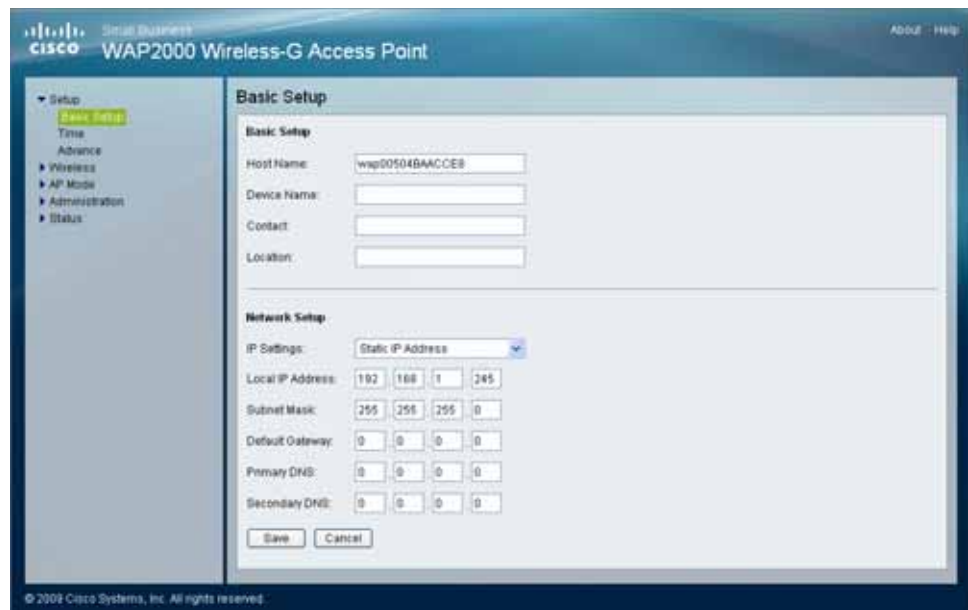 Small Business
CISCO WAP2000 Wireless-G Access Point
About Help
Setup
Basic Setup
Time
Advance
Wireless
AP Mode
Administration
Status
Basic Setup
Basic Setup
Host Name: wap00504BAACCE8
Device Name:
Contact:
Location:
Network Setup
IP Settings: Static IP Address
Local IP Address: 192 . 168 . 1 . 245
Subnet Mask: 255 . 255 . 255 . 0
Default Gateway: 0 . 0 . 0 . 0
Primary DNS: 0 . 0 . 0 . 0
Secondary DNS: 0 . 0 . 0 . 0
Save Cancel
© 2009 Cisco Systems, Inc. All rights reserved.